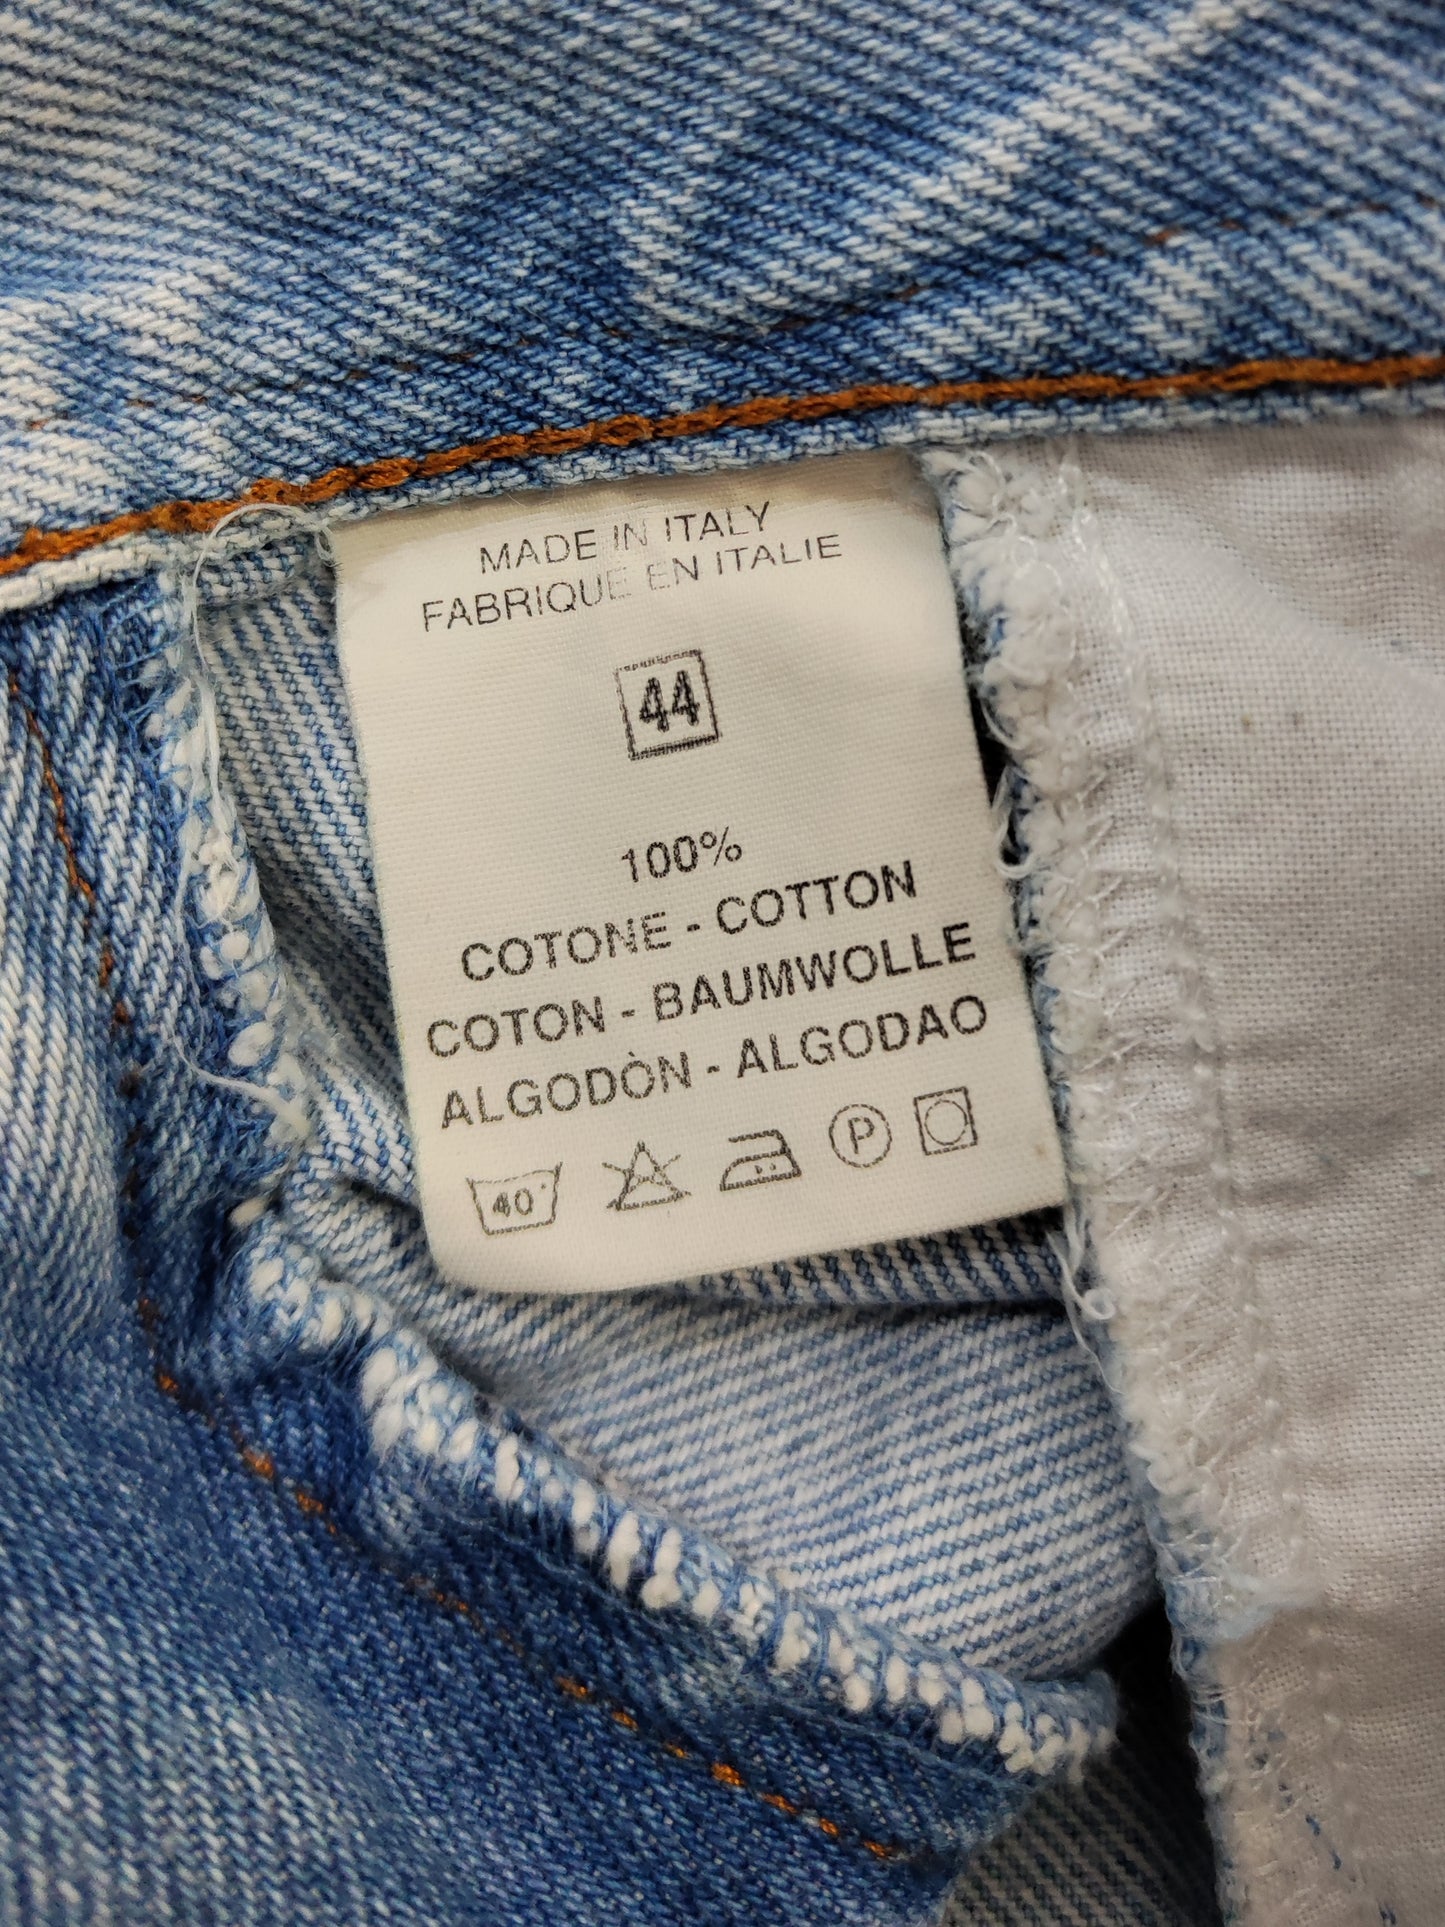 MADE IN ITALY
FABRIQUE EN ITALIE
44
100%
COTONE - COTTON
COTON - BAUMWOLLE
ALGODÒN - ALGODAO
40° P